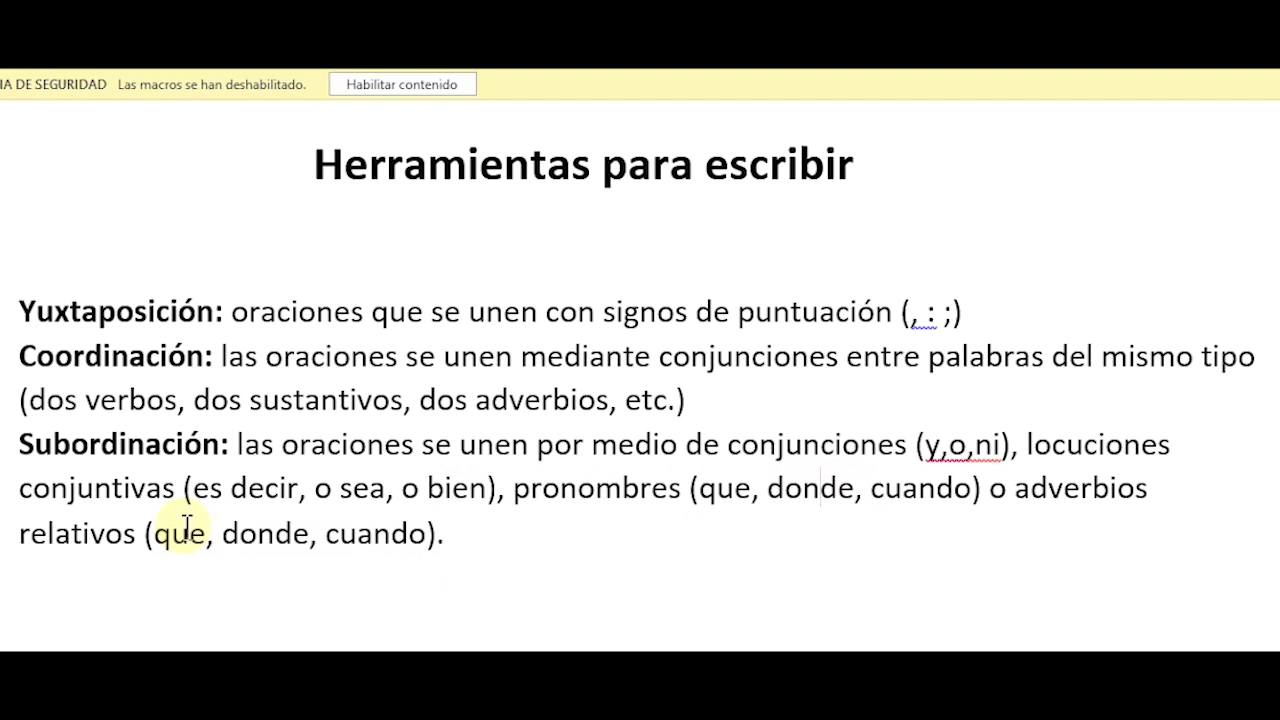 IA DE SEGURIDAD Las macros se han deshabilitado. Habilitar contenido
Herramientas para escribir
Yuxtaposición: oraciones que se unen con signos de puntuación (, : ;)
Coordinación: las oraciones se unen mediante conjunciones entre palabras del mismo tipo
(dos verbos, dos sustantivos, dos adverbios, etc.)
Subordinación: las oraciones se unen por medio de conjunciones (y,o,ni), locuciones
conjuntivas (es decir, o sea, o bien), pronombres (que, donde, cuando) o adverbios
relativos (que, donde, cuando).